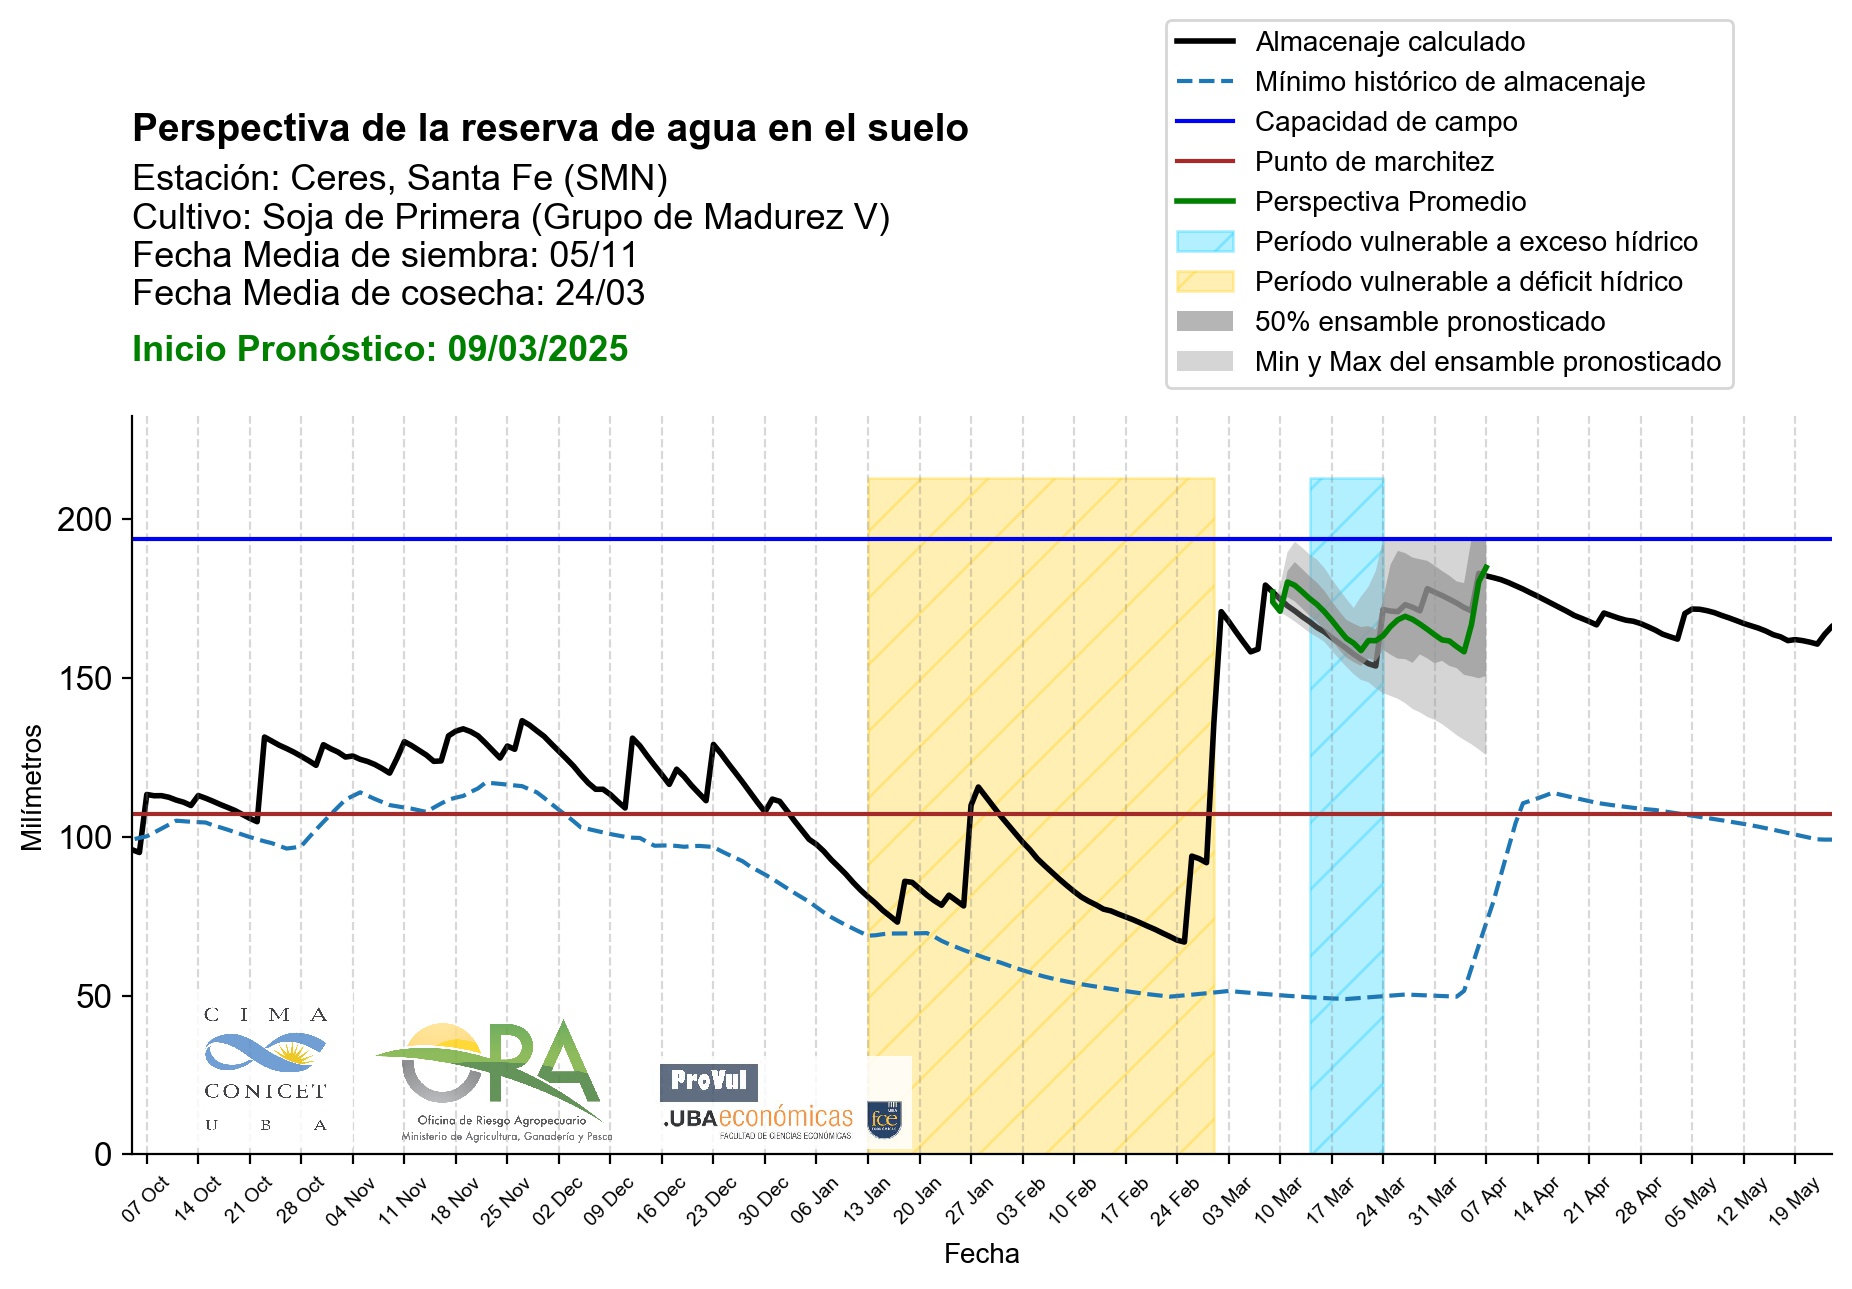 Almacenaje calculado
Mínimo histórico de almacenaje
Capacidad de campo
Punto de marchitez
Perspectiva Promedio
Período vulnerable a exceso hídrico
Período vulnerable a déficit hídrico
50% ensamble pronosticado
Min y Max del ensamble pronosticado
Perspectiva de la reserva de agua en el suelo
Estación: Ceres, Santa Fe (SMN)
Cultivo: Soja de Primera (Grupo de Madurez V)
Fecha Media de siembra: 05/11
Fecha Media de cosecha: 24/03
Inicio Pronóstico: 09/03/2025
200
150
100
50
0
Milímetros
CIMA
CONICET
UBA
ORA
Oficina de Riesgo Agropecuario
Ministerio de Agricultura, Ganadería y Pesca
ProVul
.UBAeconómicas
FACULTAD DE CIENCIAS ECONÓMICAS
UBA
fce
ECONÓMICAS
07 Oct
14 Oct
21 Oct
28 Oct
04 Nov
11 Nov
18 Nov
25 Nov
02 Dec
09 Dec
16 Dec
23 Dec
30 Dec
06 Jan
13 Jan
20 Jan
27 Jan
03 Feb
10 Feb
17 Feb
24 Feb
03 Mar
10 Mar
17 Mar
24 Mar
31 Mar
07 Apr
14 Apr
21 Apr
28 Apr
05 May
12 May
19 May
Fecha